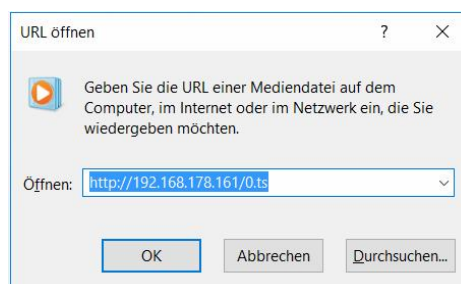 URL öffnen ?
Geben Sie die URL einer Mediendatei auf dem
Computer, im Internet oder im Netzwerk ein, die Sie
wiedergeben möchten.
Öffnen: http://192.168.178.161/0.ts
OK Abbrechen Durchsuchen...